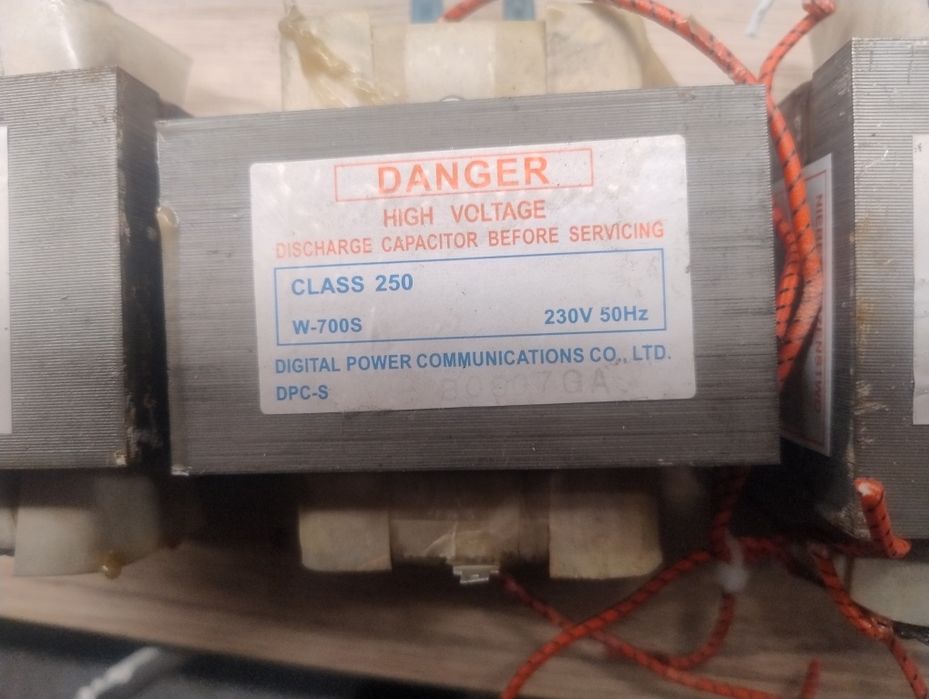 DANGER
HIGH VOLTAGE
DISCHARGE CAPACITOR BEFORE SERVICING
CLASS 250
W-700S 230V 50Hz
DIGITAL POWER COMMUNICATIONS CO., LTD.
DPC-S